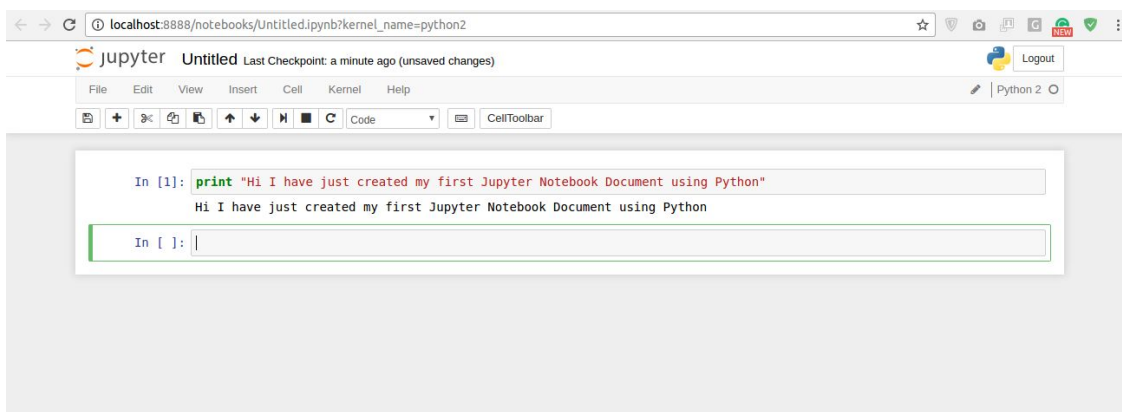 localhost:8888/notebooks/Untitled.ipynb?kernel_name=python2
NEW
jupyter Untitled Last Checkpoint: a minute ago (unsaved changes)
Logout
File Edit View Insert Cell Kernel Help
Python 2
Code CellToolbar
In [1]: print "Hi I have just created my first Jupyter Notebook Document using Python"
Hi I have just created my first Jupyter Notebook Document using Python
In [ ]: